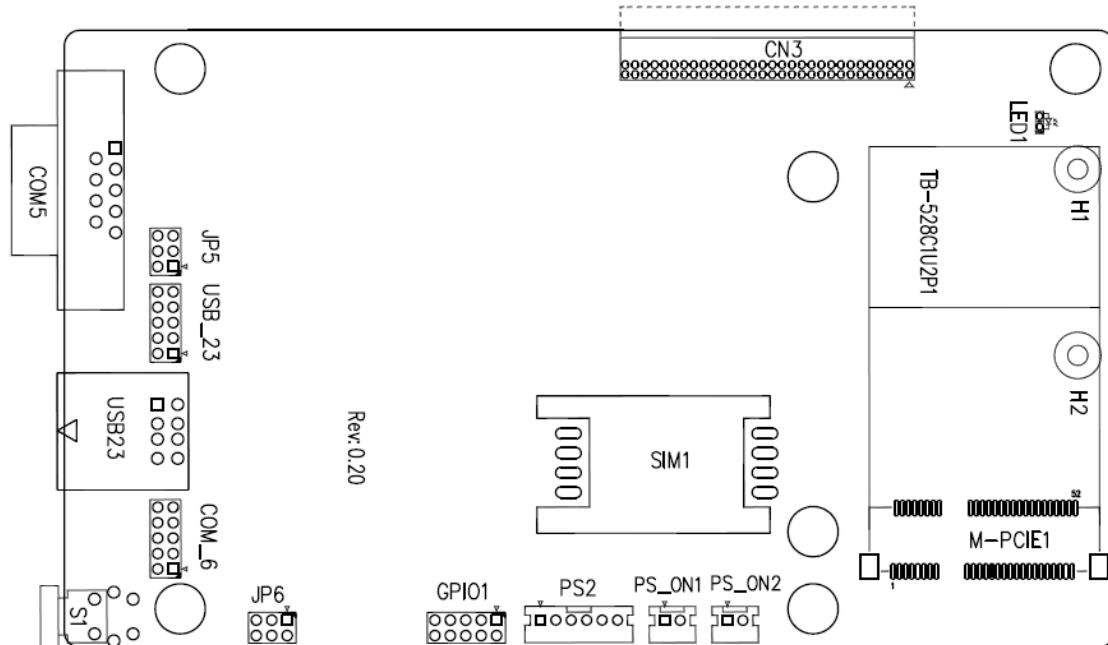 CN3
LED1
COM5
TB-528C1U2P1
H1
JP5
USB_23
H2
USB23
Rev:0.20
SIM1
52
COM_6
M-PCIE1
1
S1
JP6
GPIO1
PS2
PS_ON1
PS_ON2